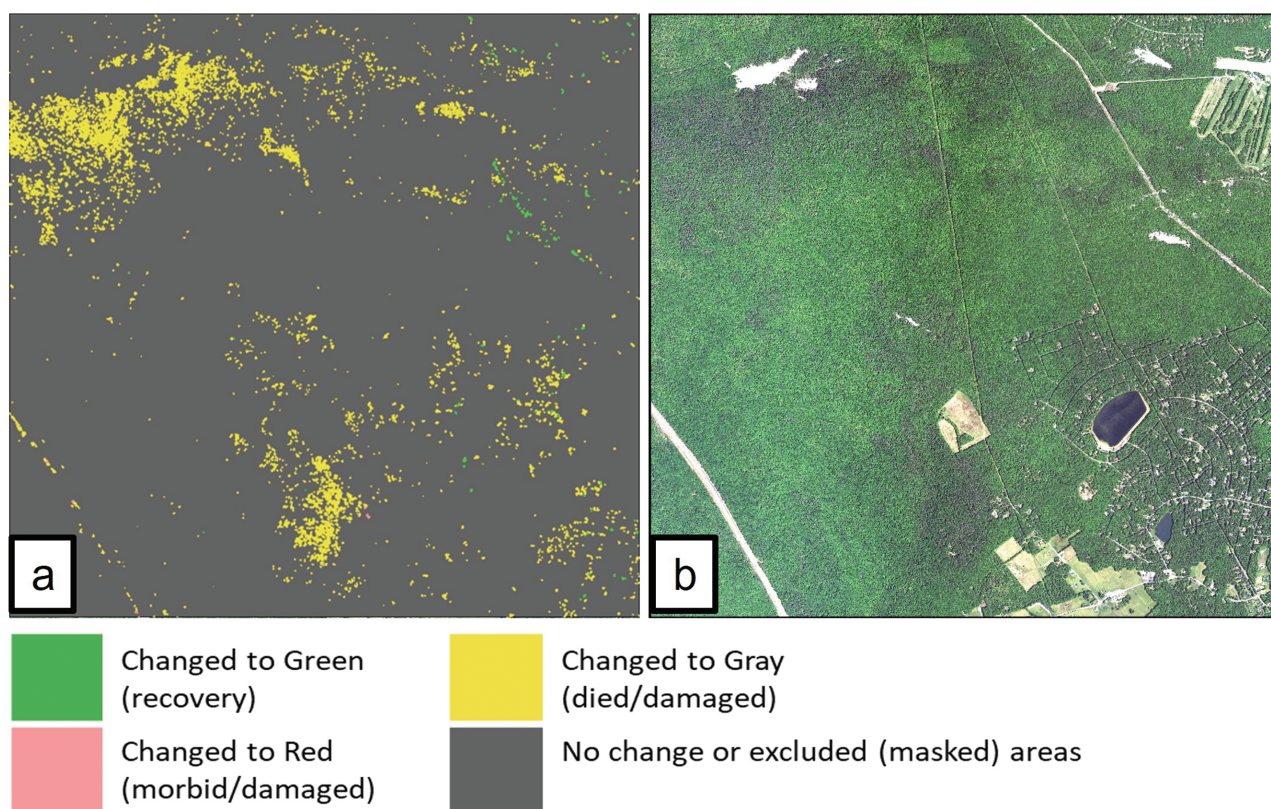 a
b
Changed to Green
(recovery)
Changed to Gray
(died/damaged)
Changed to Red
(morbid/damaged)
No change or excluded (masked) areas